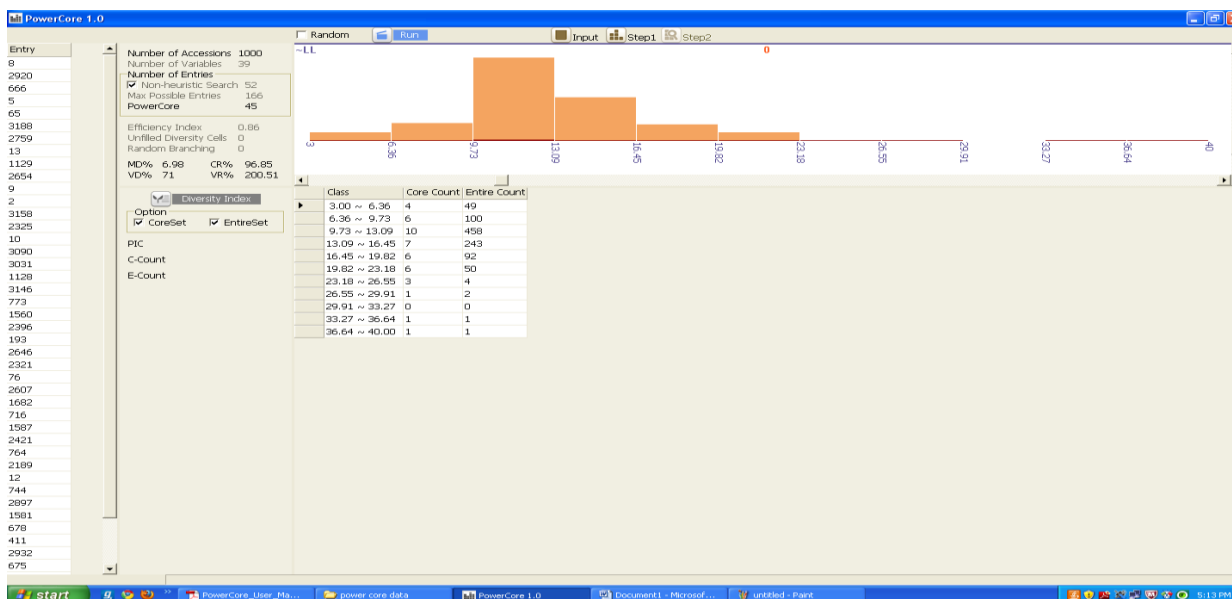 PowerCore 1.0
Random Run Input Step1 Step2
Entry
8
2920
666
5
65
3188
2759
13
1129
2654
9
2
3158
2325
10
3090
3031
1128
3146
773
1560
2396
193
2646
2321
76
2607
1682
716
1587
2421
764
2189
12
744
2897
1581
678
411
2932
675
Number of Accessions 1000
Number of Variables 39
Number of Entries
Non-heuristic Search 52
Max Possible Entries 166
PowerCore 45
Efficiency Index 0.86
Unfilled Diversity Cells 0
Random Branching 0
MD% 6.98 CR% 96.85
VD% 71 VR% 200.51
Diversity Index
Option
CoreSet EntireSet
PIC
C-Count
E-Count
~LL 0
3 6.36 9.73 13.09 16.45 19.82 23.18 26.55 29.91 33.27 36.64 40
Class Core Count Entire Count
3.00 ~ 6.36 4 49
6.36 ~ 9.73 6 100
9.73 ~ 13.09 10 458
13.09 ~ 16.45 7 243
16.45 ~ 19.82 6 92
19.82 ~ 23.18 6 50
23.18 ~ 26.55 3 4
26.55 ~ 29.91 1 2
29.91 ~ 33.27 0 0
33.27 ~ 36.64 1 1
36.64 ~ 40.00 1 1
start PowerCore_User_Ma... power core data PowerCore 1.0 Document1 - Microsof... untitled - Paint 5:13 PM